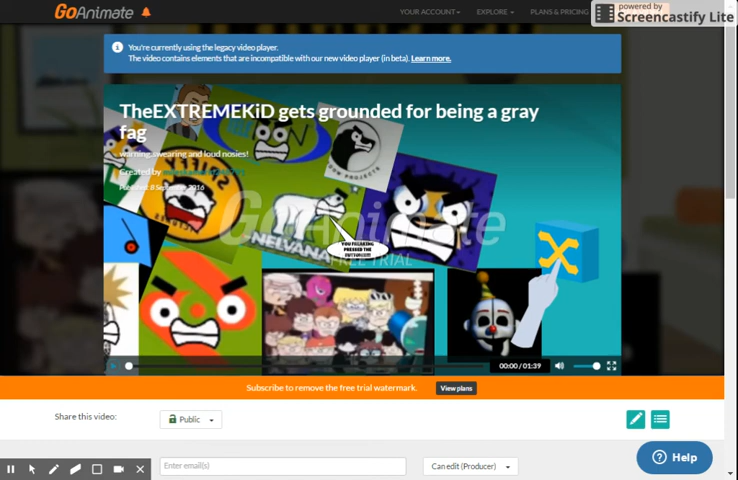 GoAnimate
YOUR ACCOUNT
EXPLORE
PLANS & PRICING
powered by
Screencastify Lite
You're currently using the legacy video player.
The video contains elements that are incompatible with our new video player (in beta). Learn more.
TheEXTREMEKiD gets grounded for being a gray
fag
warning:swearing and loud nosies!
Created by
Published: 8 September 2016
GoAnimate
FREE TRIAL
NELVANA
YOU FREAKING
PRESSED THE
00:00 / 01:39
Subscribe to remove the free trial watermark.
View plans
Share this video:
Public
Enter email(s)
Can edit (Producer)
Help